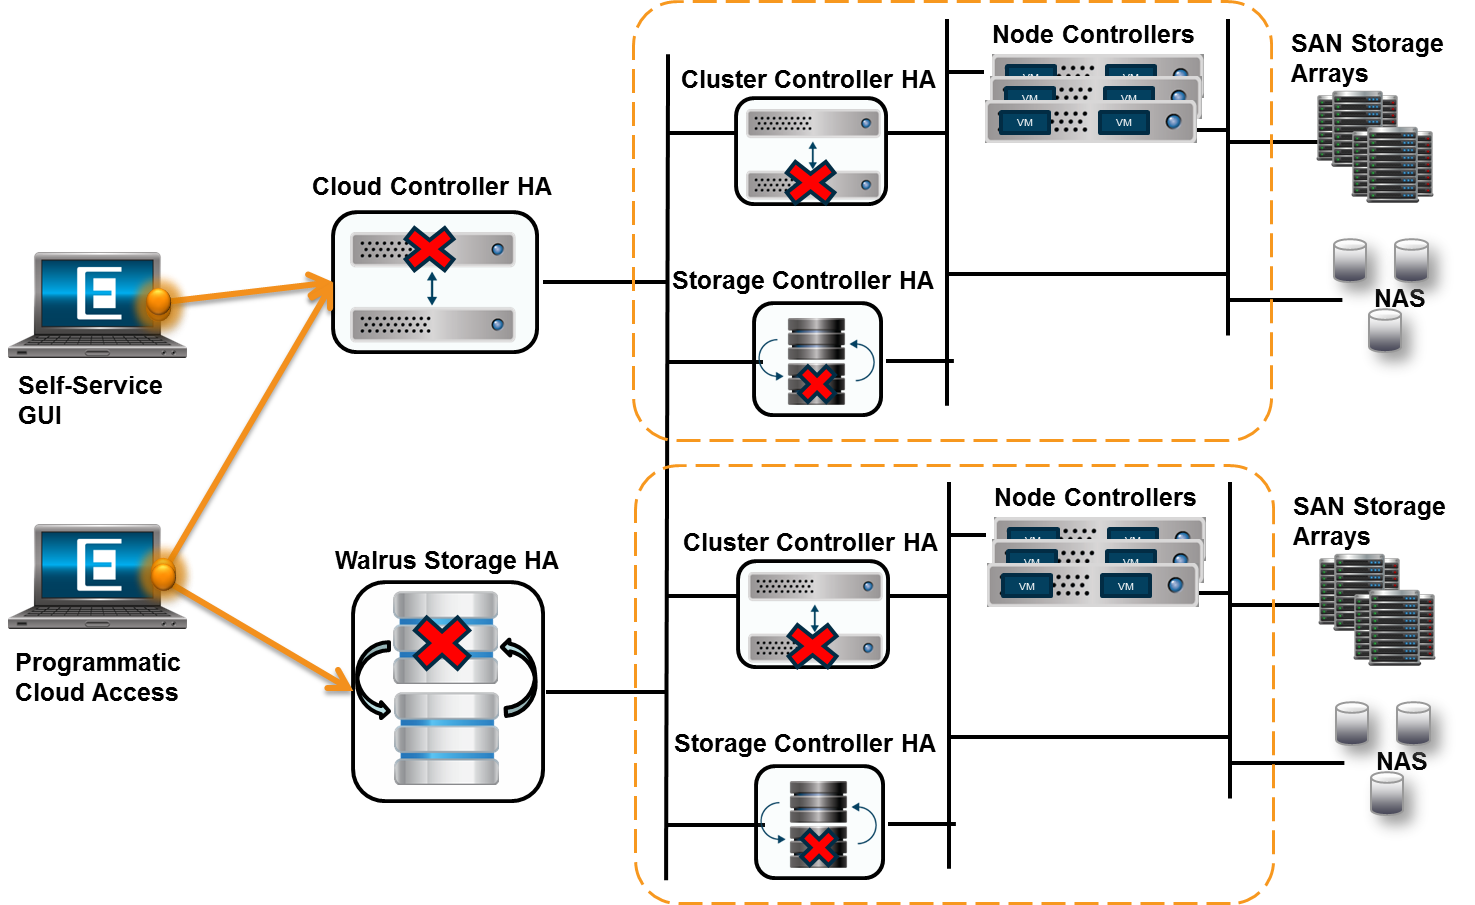 Node Controllers
SAN Storage
Arrays
Cluster Controller HA
VM
VM
VM
VM
VM
VM
Cloud Controller HA
Storage Controller HA
NAS
E
Self-Service
GUI
Node Controllers
SAN Storage
Arrays
Cluster Controller HA
VM
VM
VM
VM
VM
VM
Walrus Storage HA
E
Programmatic
Cloud Access
Storage Controller HA
NAS